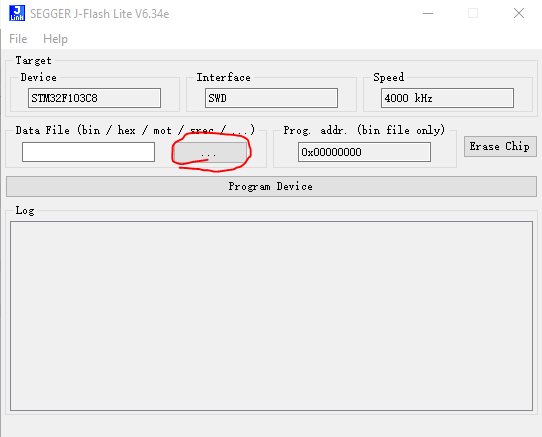 J
LINK
SEGGER J-Flash Lite V6.34e
File Help
Target
Device Interface Speed
STM32F103C8 SWD 4000 kHz
Data File (bin / hex / mot / srec / ...) Prog. addr. (bin file only)
... 0x00000000 Erase Chip
Program Device
Log